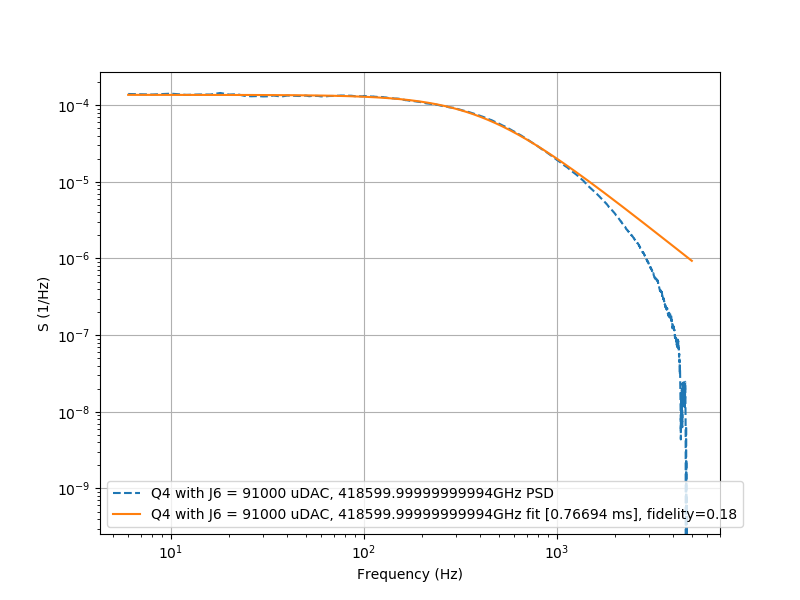 S (1/Hz)
10⁻⁴
10⁻⁵
10⁻⁶
10⁻⁷
10⁻⁸
10⁻⁹
Q4 with J6 = 91000 uDAC, 418599.99999999994GHz PSD
Q4 with J6 = 91000 uDAC, 418599.99999999994GHz fit [0.76694 ms], fidelity=0.18
10¹ 10² 10³
Frequency (Hz)